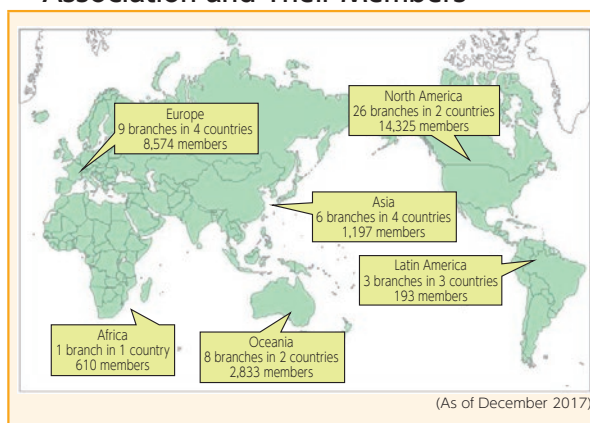 Association and Their Members
Europe
9 branches in 4 countries
8,574 members
North America
26 branches in 2 countries
14,325 members
Asia
6 branches in 4 countries
1,197 members
Latin America
3 branches in 3 countries
193 members
Africa
1 branch in 1 country
610 members
Oceania
8 branches in 2 countries
2,833 members
(As of December 2017)